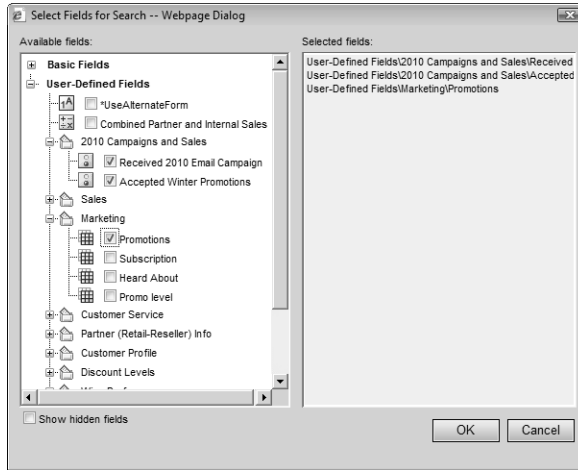 Select Fields for Search -- Webpage Dialog
Available fields:
Basic Fields
User-Defined Fields
*UseAlternateForm
Combined Partner and Internal Sales
2010 Campaigns and Sales
Received 2010 Email Campaign
Accepted Winter Promotions
Sales
Marketing
Promotions
Subscription
Heard About
Promo level
Customer Service
Partner (Retail-Reseller) Info
Customer Profile
Discount Levels
Show hidden fields
Selected fields:
User-Defined Fields\2010 Campaigns and Sales\Received
User-Defined Fields\2010 Campaigns and Sales\Accepted
User-Defined Fields\Marketing\Promotions
OK
Cancel